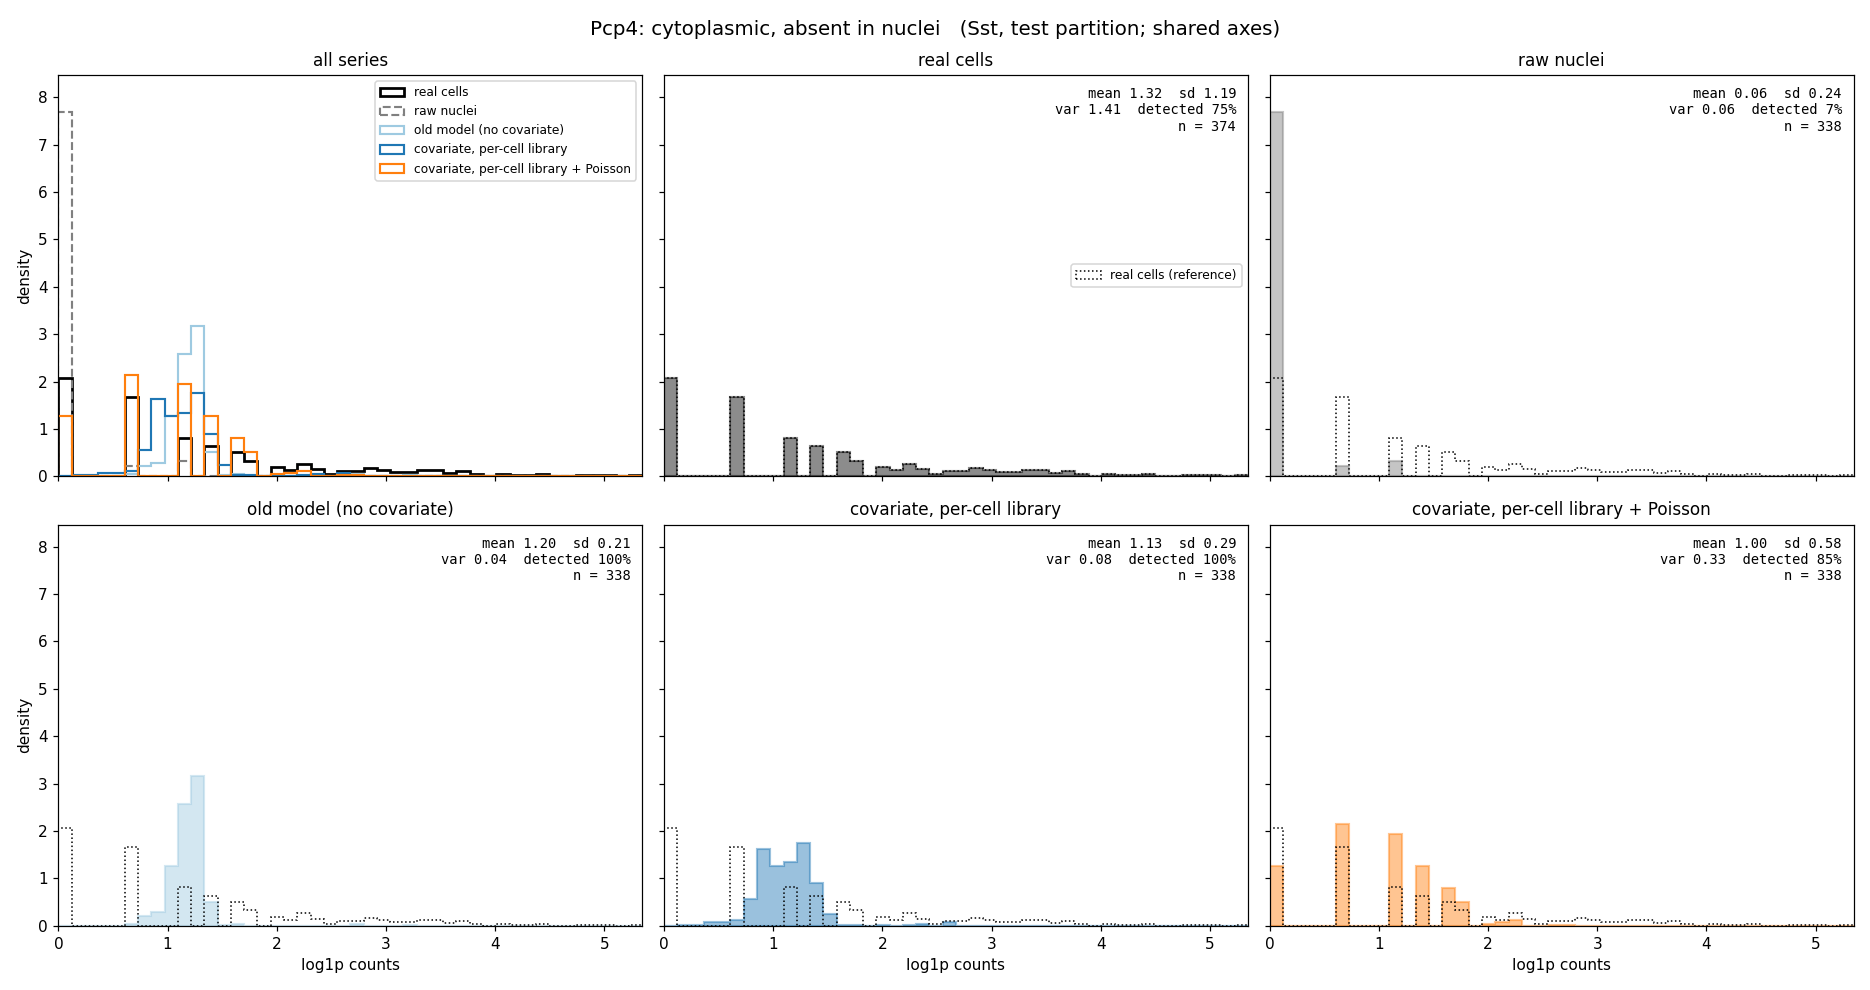 Pcp4: cytoplasmic, absent in nuclei (Sst, test partition; shared axes)
all series
real cells
raw nuclei
8
7
6
5
4
3
2
1
0
density
real cells
raw nuclei
old model (no covariate)
covariate, per-cell library
covariate, per-cell library + Poisson
mean 1.32 sd 1.19
var 1.41 detected 75%
n = 374
real cells (reference)
mean 0.06 sd 0.24
var 0.06 detected 7%
n = 338
old model (no covariate)
covariate, per-cell library
covariate, per-cell library + Poisson
8
7
6
5
4
3
2
1
0
density
mean 1.20 sd 0.21
var 0.04 detected 100%
n = 338
mean 1.13 sd 0.29
var 0.08 detected 100%
n = 338
mean 1.00 sd 0.58
var 0.33 detected 85%
n = 338
0 1 2 3 4 5
0 1 2 3 4 5
0 1 2 3 4 5
log1p counts
log1p counts
log1p counts